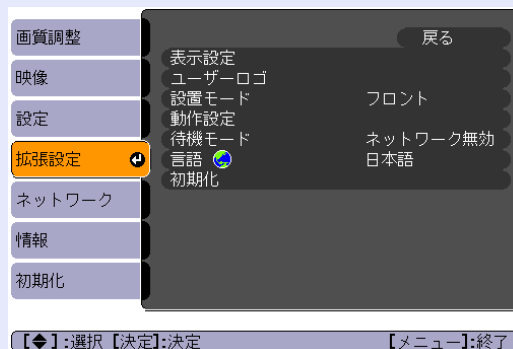 画質調整
映像
設定
拡張設定
ネットワーク
情報
初期化
戻る
表示設定
ユーザーロゴ
設置モード フロント
動作設定
待機モード ネットワーク無効
言語 日本語
初期化
[◆]:選択 [決定]:決定 [メニュー]:終了